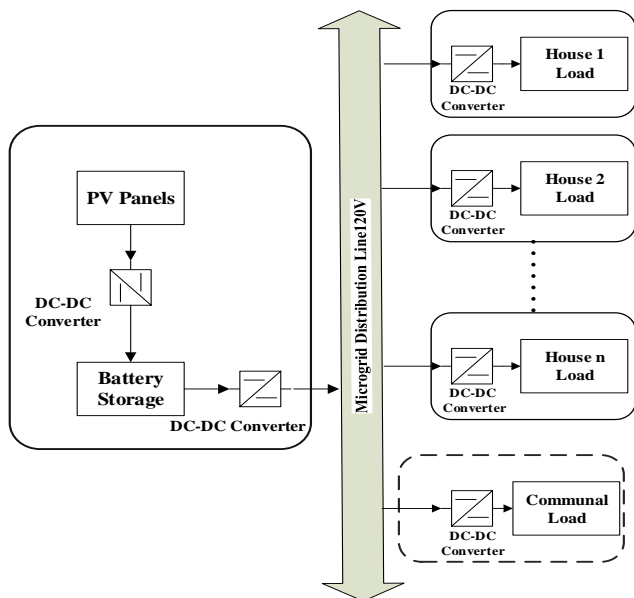 PV Panels
DC-DC
Converter
Battery
Storage
DC-DC Converter
Microgrid Distribution Line120V
House 1
Load
DC-DC
Converter
House 2
Load
DC-DC
Converter
House n
Load
DC-DC
Converter
Communal
Load
DC-DC
Converter